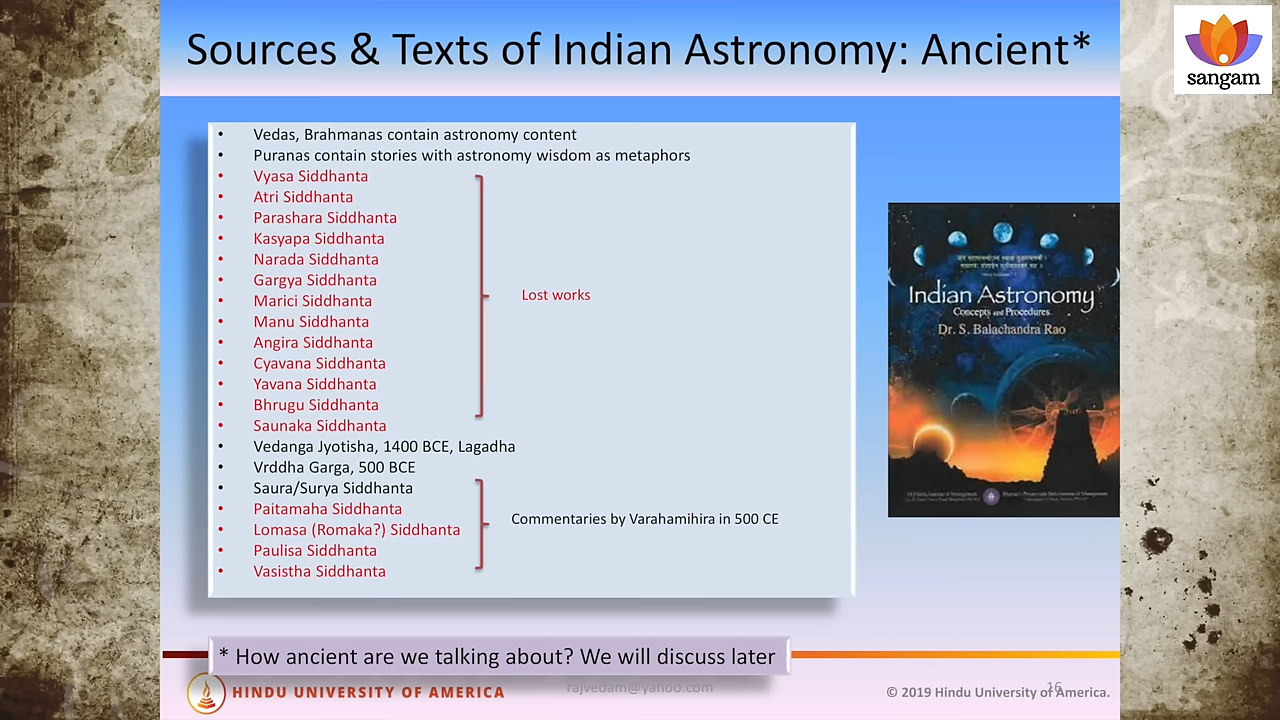 Sources & Texts of Indian Astronomy: Ancient*
sangam
• Vedas, Brahmanas contain astronomy content
• Puranas contain stories with astronomy wisdom as metaphors
• Vyasa Siddhanta
• Atri Siddhanta
• Parashara Siddhanta
• Kasyapa Siddhanta
• Narada Siddhanta
• Gargya Siddhanta
• Marici Siddhanta
• Manu Siddhanta
• Angira Siddhanta
• Cyavana Siddhanta
• Yavana Siddhanta
• Bhrugu Siddhanta
• Saunaka Siddhanta
Lost works
• Vedanga Jyotisha, 1400 BCE, Lagadha
• Vrddha Garga, 500 BCE
• Saura/Surya Siddhanta
• Paitamaha Siddhanta
• Lomasa (Romaka?) Siddhanta
• Paulisa Siddhanta
• Vasistha Siddhanta
Commentaries by Varahamihira in 500 CE
Indian Astronomy
Concepts and Procedures
Dr. S. Balachandra Rao
* How ancient are we talking about? We will discuss later
HINDU UNIVERSITY OF AMERICA
rajvedam@yahoo.com
16
© 2019 Hindu University of America.